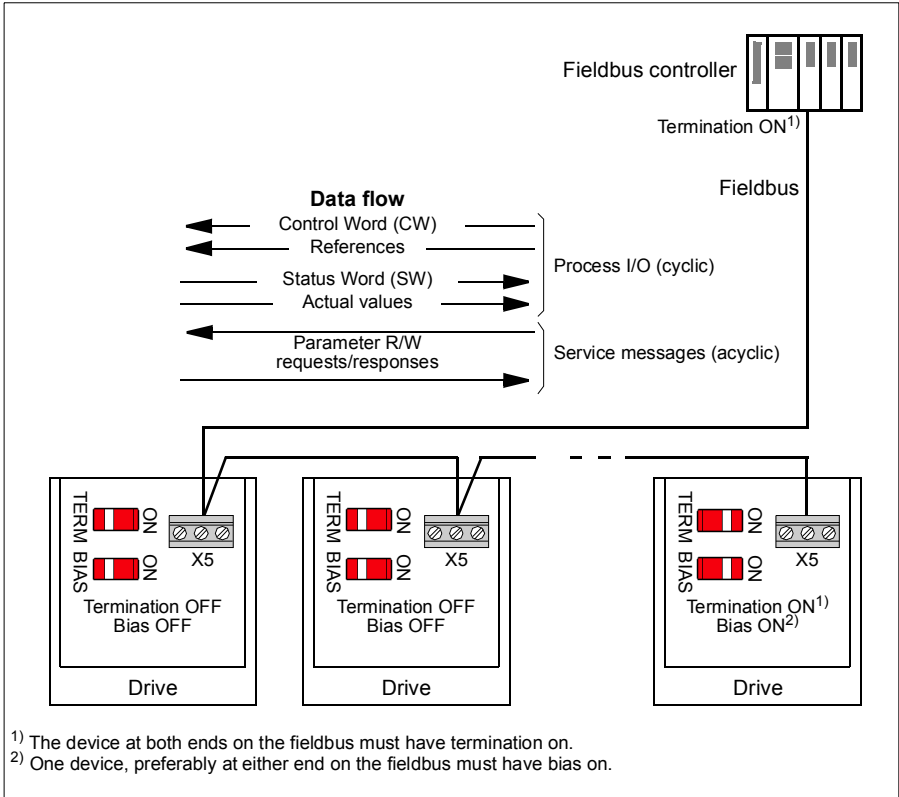 Fieldbus controller
Termination ON1)
Fieldbus
Data flow
Control Word (CW)
References
Status Word (SW)
Actual values
Process I/O (cyclic)
Parameter R/W
requests/responses
Service messages (acyclic)
TERM
ON
BIAS
ON
X5
Termination OFF
Bias OFF
Drive
TERM
ON
BIAS
ON
X5
Termination OFF
Bias OFF
Drive
TERM
ON
BIAS
ON
X5
Termination ON1)
Bias ON2)
Drive
1) The device at both ends on the fieldbus must have termination on.
2) One device, preferably at either end on the fieldbus must have bias on.